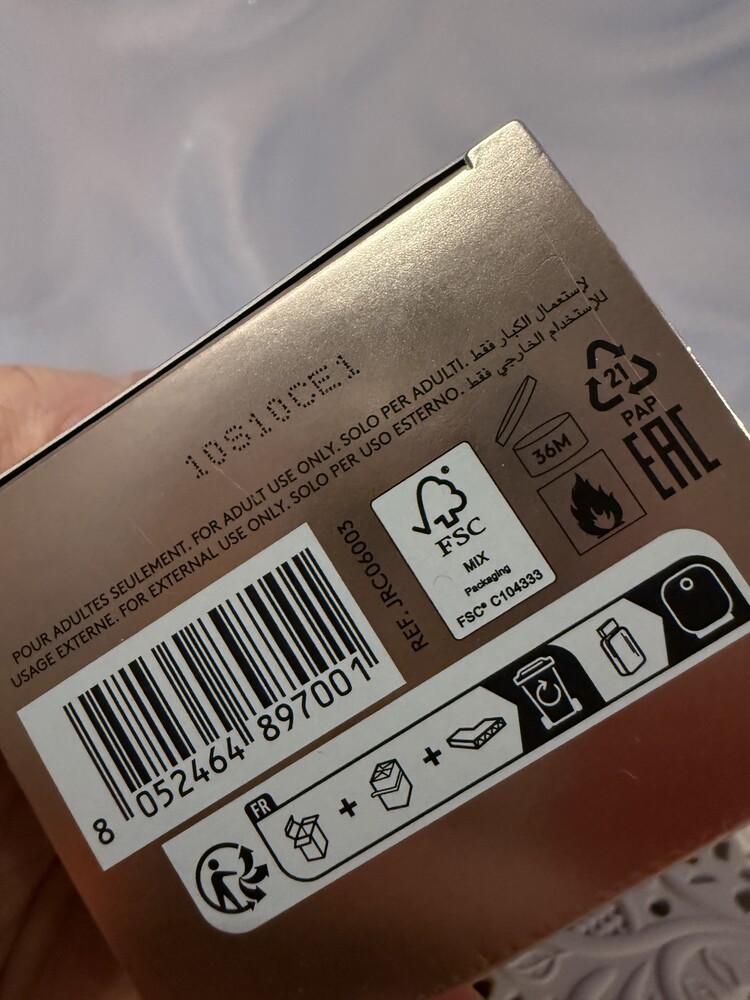 10S10CE1
POUR ADULTES SEULEMENT. FOR ADULT USE ONLY. SOLO PER ADULTI. لإستعمال الكبار فقط
USAGE EXTERNE. FOR EXTERNAL USE ONLY. SOLO PER USO ESTERNO. للأستخدام الخارجي فقط
21
PAP
36M
EAC
FSC
MIX
Packaging
FSC® C104333
REF. JRC06003
8 052464 897001
FR